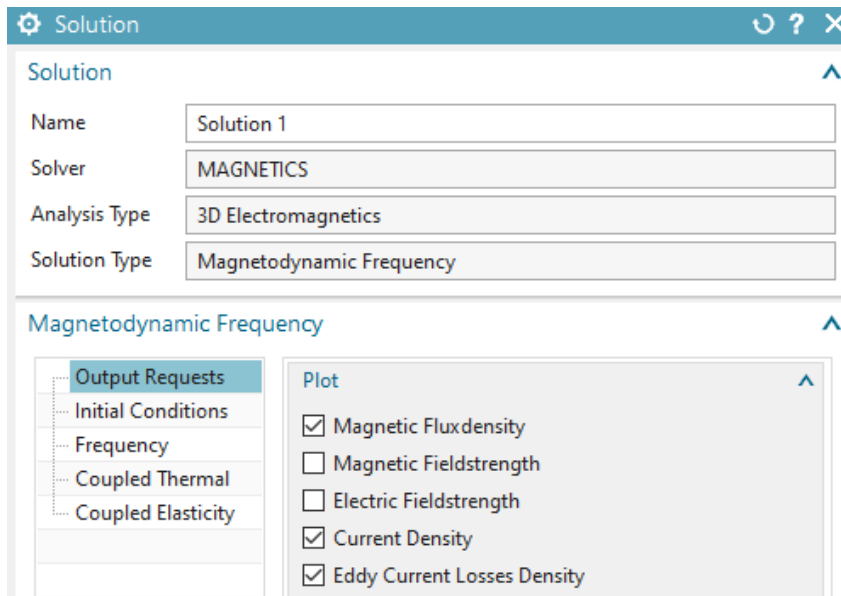 Solution
?
Solution
Name Solution 1
Solver MAGNETICS
Analysis Type 3D Electromagnetics
Solution Type Magnetodynamic Frequency
Magnetodynamic Frequency
Output Requests
Initial Conditions
Frequency
Coupled Thermal
Coupled Elasticity
Plot
Magnetic Fluxdensity
Magnetic Fieldstrength
Electric Fieldstrength
Current Density
Eddy Current Losses Density